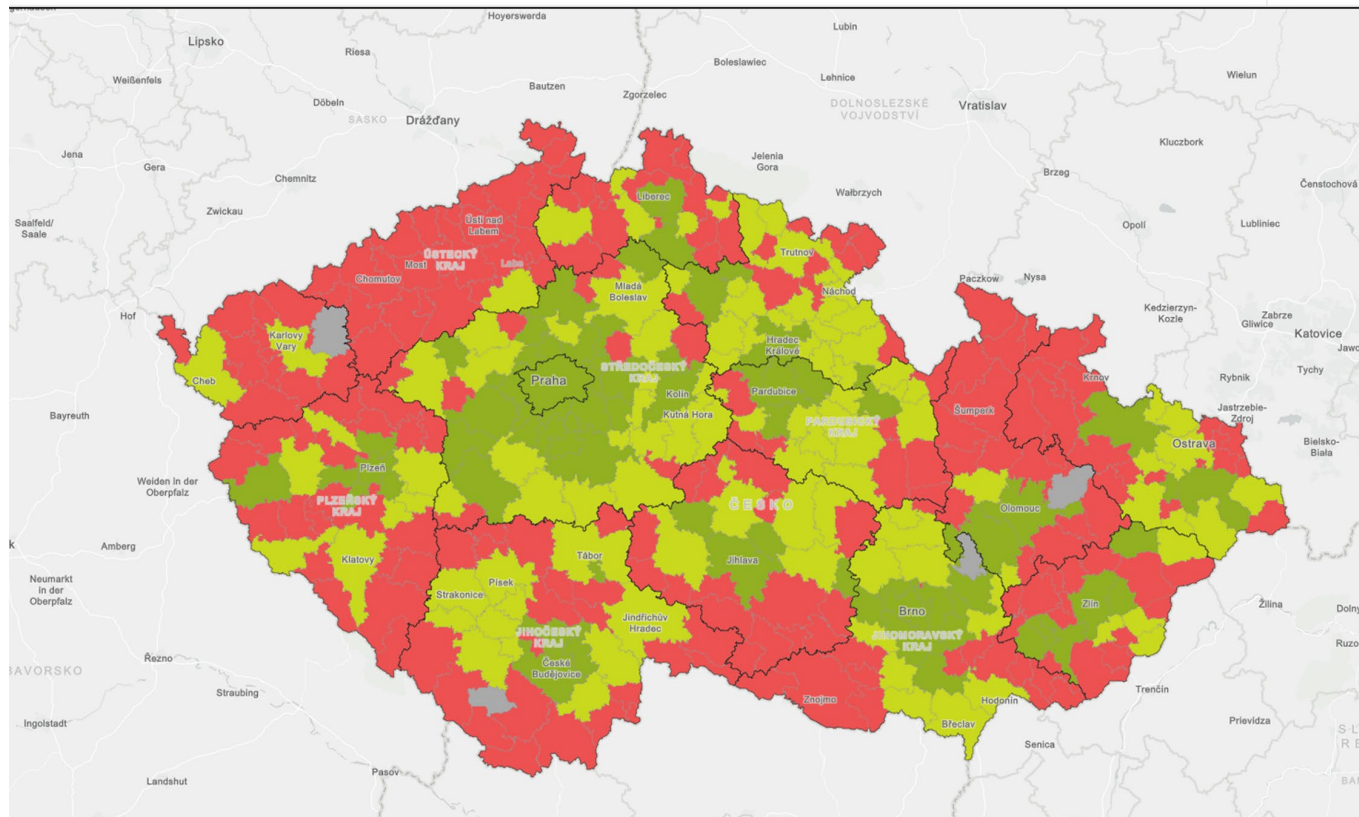 Hoyerswerda
Lubin
Lipsko
Riesa
Boleslawiec
Lehnice
Wielun
Weißenfels
Bautzen
Zgorzelec
Döbeln
SASKO
Drážďany
DOLNOSLEZSKÉ
VOJVODSTVÍ
Vratislav
Kluczbork
Jena
Gera
Chemnitz
Jelenia
Gora
Wałbrzych
Brzeg
Čenstochová
Zwickau
Saalfeld/
Saale
Liberec
Ústí nad
Labem
Opolí
Lubliniec
ÚSTECKÝ
KRAJ
Most
Labe
Chomutov
Trutnov
Paczkow
Nysa
Mladá
Boleslav
Náchod
Hof
Kedzierzyn-
Kozle
Zabrze
Gliwice
Katovice
Jawo
Karlovy
Vary
Hradec
Králové
Cheb
Praha
STŘEDOČESKÝ
KRAJ
Rybnik
Tychy
Krnov
Kolín
Pardubice
Bayreuth
Kutná Hora
Šumperk
Jastrzebie-
Zdroj
PARDUBICKÝ
KRAJ
Ostrava
Bielsko-
Biała
Plzeň
Weiden in der
Oberpfalz
PLZEŇSKÝ
KRAJ
ČESKO
Olomouc
k
Amberg
Klatovy
Tábor
Jihlava
Neumarkt
in der
Oberpfalz
Písek
Strakonice
Zlín
Žilina
Dolný
Brno
Jindřichův
Hradec
JIHOČESKÝ
KRAJ
JIHOMORAVSKÝ
KRAJ
Ruzo
BAVORSKO
Řezno
České
Budějovice
Straubing
Trenčín
Znojmo
Hodonín
Ingolstadt
Břeclav
Prievidza
Senica
Pasov
Landshut